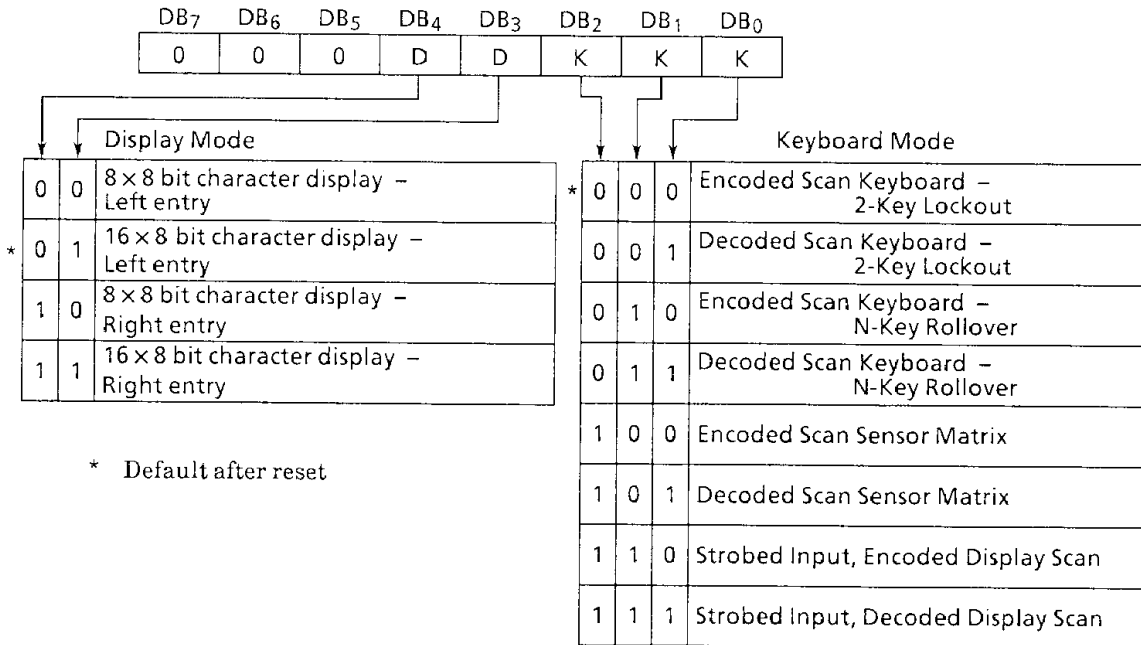 DB7 DB6 DB5 DB4 DB3 DB2 DB1 DB0
0 0 0 D D K K K
Display Mode
0 0 8 × 8 bit character display –
Left entry
* 0 1 16 × 8 bit character display –
Left entry
1 0 8 × 8 bit character display –
Right entry
1 1 16 × 8 bit character display –
Right entry
* Default after reset
Keyboard Mode
* 0 0 0 Encoded Scan Keyboard –
2-Key Lockout
0 0 1 Decoded Scan Keyboard –
2-Key Lockout
0 1 0 Encoded Scan Keyboard –
N-Key Rollover
0 1 1 Decoded Scan Keyboard –
N-Key Rollover
1 0 0 Encoded Scan Sensor Matrix
1 0 1 Decoded Scan Sensor Matrix
1 1 0 Strobed Input, Encoded Display Scan
1 1 1 Strobed Input, Decoded Display Scan